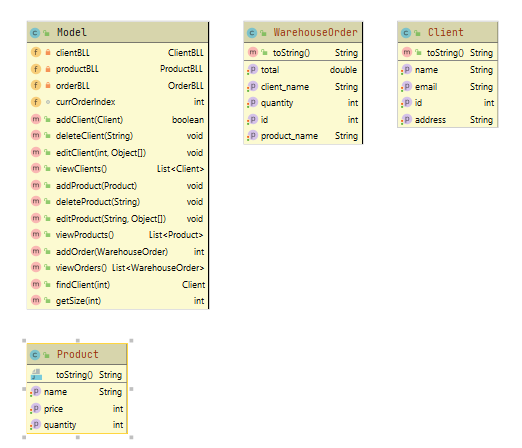 Model
clientBLL ClientBLL
productBLL ProductBLL
orderBLL OrderBLL
currOrderIndex int
addClient(Client) boolean
deleteClient(String) void
editClient(int, Object[]) void
viewClients() List<Client>
addProduct(Product) void
deleteProduct(String) void
editProduct(String, Object[]) void
viewProducts() List<Product>
addOrder(WarehouseOrder) int
viewOrders() List<WarehouseOrder>
findClient(int) Client
getSize(int) int
WarehouseOrder
toString() String
total double
client_name String
quantity int
id int
product_name String
Client
toString() String
name String
email String
id int
address String
Product
toString() String
name String
price int
quantity int